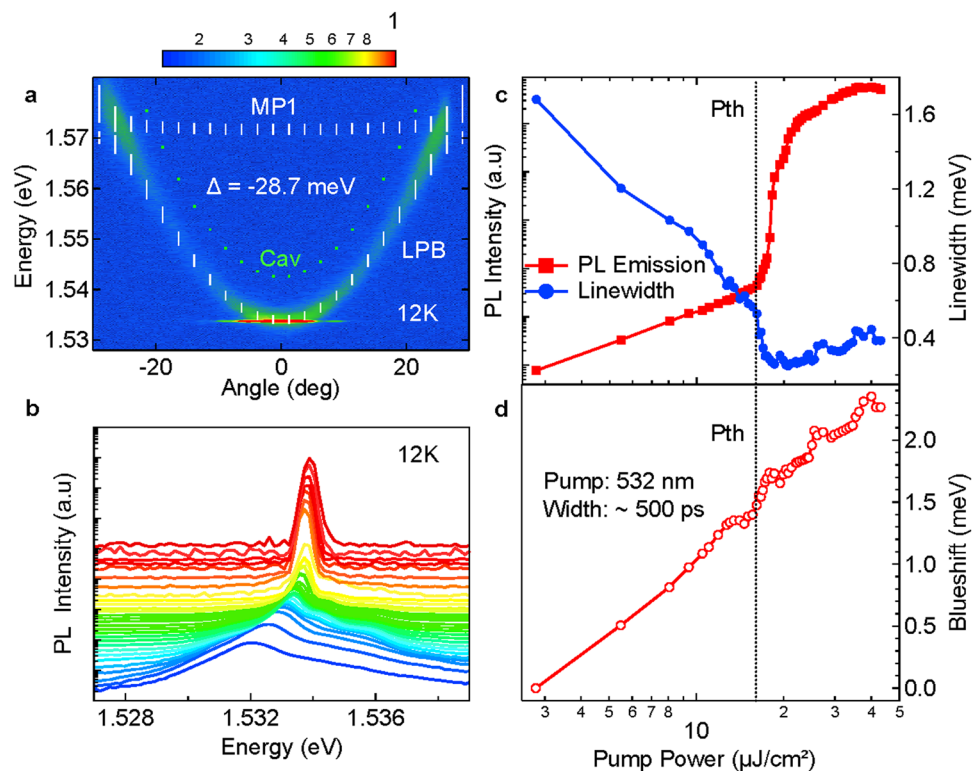 1
2 3 4 5 6 7 8
a
MP1
Δ = -28.7 meV
Cav
LPB
12K
Energy (eV)
1.57
1.56
1.55
1.54
1.53
-20 0 20
Angle (deg)
b
12K
PL Intensity (a.u)
1.528 1.532 1.536
Energy (eV)
c
Pth
PL Emission
Linewidth
PL Intensity (a.u)
1.6
1.2
0.8
0.4
Linewidth (meV)
d
Pth
Pump: 532 nm
Width: ~ 500 ps
2.0
1.5
1.0
0.5
0.0
Blueshift (meV)
3 4 5 6 7 8 10 2 3 4 5
Pump Power (µJ/cm²)